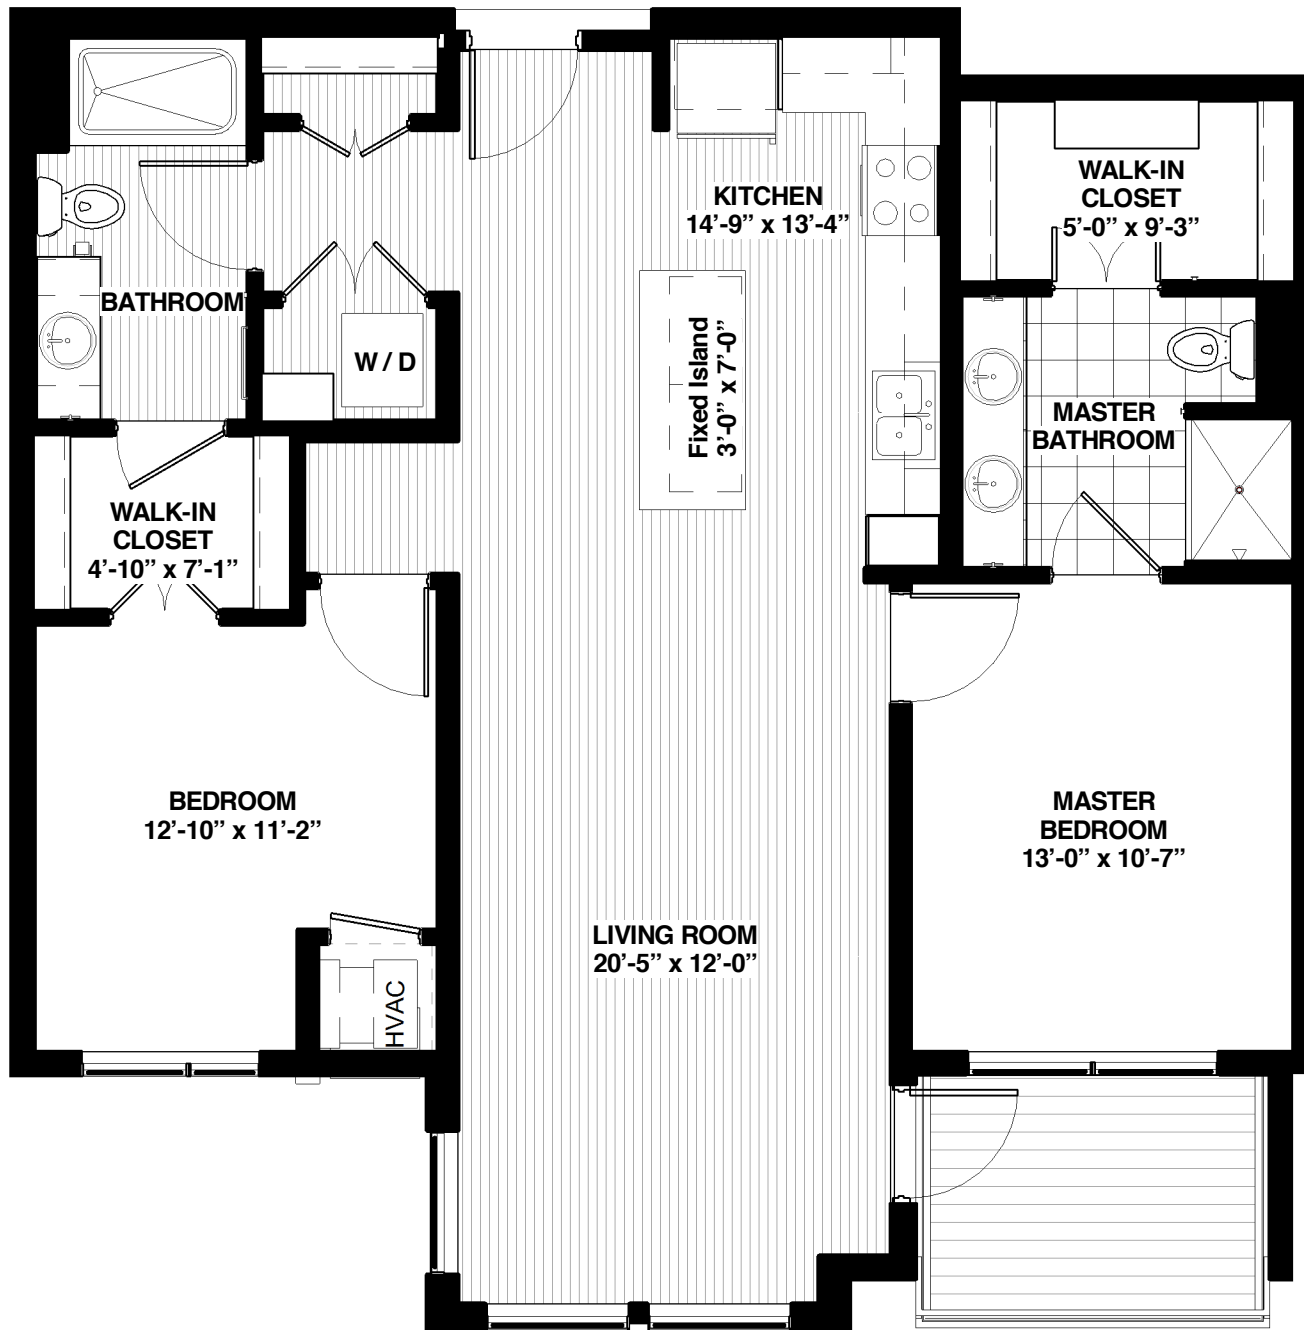 WALK-IN
CLOSET
5’-0” x 9’-3”
KITCHEN
14’-9” x 13’-4”
BATHROOM
W / D
Fixed Island
3’-0” x 7’-0”
MASTER
BATHROOM
WALK-IN
CLOSET
4’-10” x 7’-1”
BEDROOM
12’-10” x 11’-2”
MASTER
BEDROOM
13’-0” x 10’-7”
LIVING ROOM
20’-5” x 12’-0”
HVAC